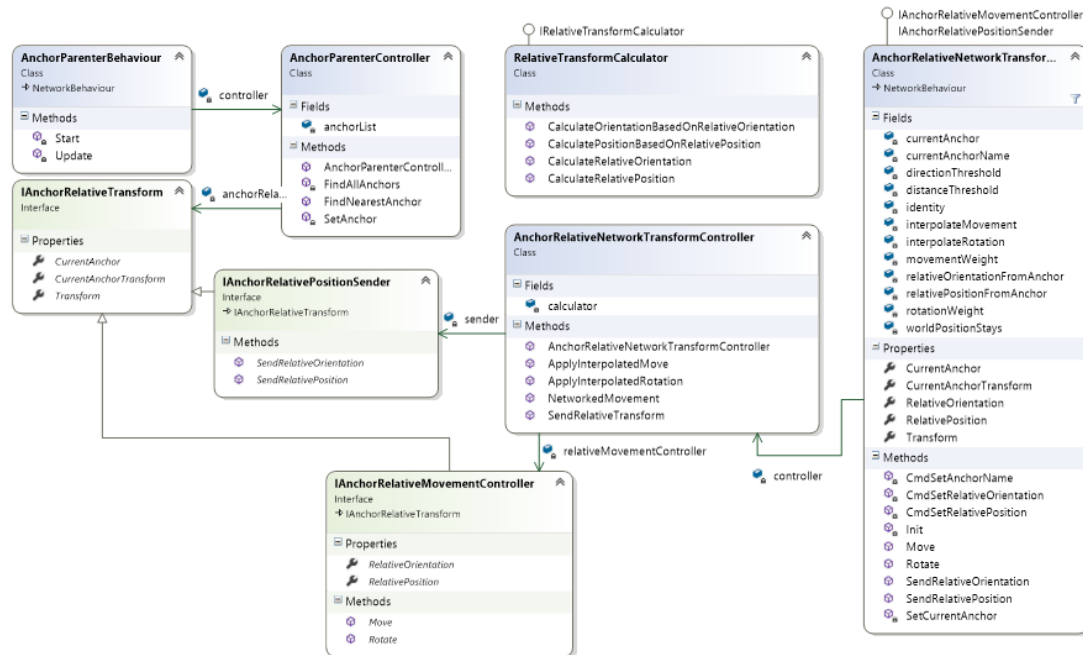 AnchorParenterBehaviour
Class
NetworkBehaviour
Methods
Start
Update
controller
AnchorParenterController
Class
Fields
anchorList
Methods
AnchorParenterControll...
FindAllAnchors
FindNearestAnchor
SetAnchor
anchorRela...
IAnchorRelativeTransform
Interface
Properties
CurrentAnchor
CurrentAnchorTransform
Transform
IAnchorRelativePositionSender
Interface
IAnchorRelativeTransform
Methods
SendRelativeOrientation
SendRelativePosition
sender
IRelativeTransformCalculator
RelativeTransformCalculator
Class
Methods
CalculateOrientationBasedOnRelativeOrientation
CalculatePositionBasedOnRelativePosition
CalculateRelativeOrientation
CalculateRelativePosition
AnchorRelativeNetworkTransformController
Class
Fields
calculator
Methods
AnchorRelativeNetworkTransformController
ApplyInterpolatedMove
ApplyInterpolatedRotation
NetworkedMovement
SendRelativeTransform
relativeMovementController
IAnchorRelativeMovementController
Interface
IAnchorRelativeTransform
Properties
RelativeOrientation
RelativePosition
Methods
Move
Rotate
controller
IAnchorRelativeMovementController
IAnchorRelativePositionSender
AnchorRelativeNetworkTransfor...
Class
NetworkBehaviour
Fields
currentAnchor
currentAnchorName
directionThreshold
distanceThreshold
identity
interpolateMovement
interpolateRotation
movementWeight
relativeOrientationFromAnchor
relativePositionFromAnchor
rotationWeight
worldPositionStays
Properties
CurrentAnchor
CurrentAnchorTransform
RelativeOrientation
RelativePosition
Transform
Methods
CmdSetAnchorName
CmdSetRelativeOrientation
CmdSetRelativePosition
Init
Move
Rotate
SendRelativeOrientation
SendRelativePosition
SetCurrentAnchor